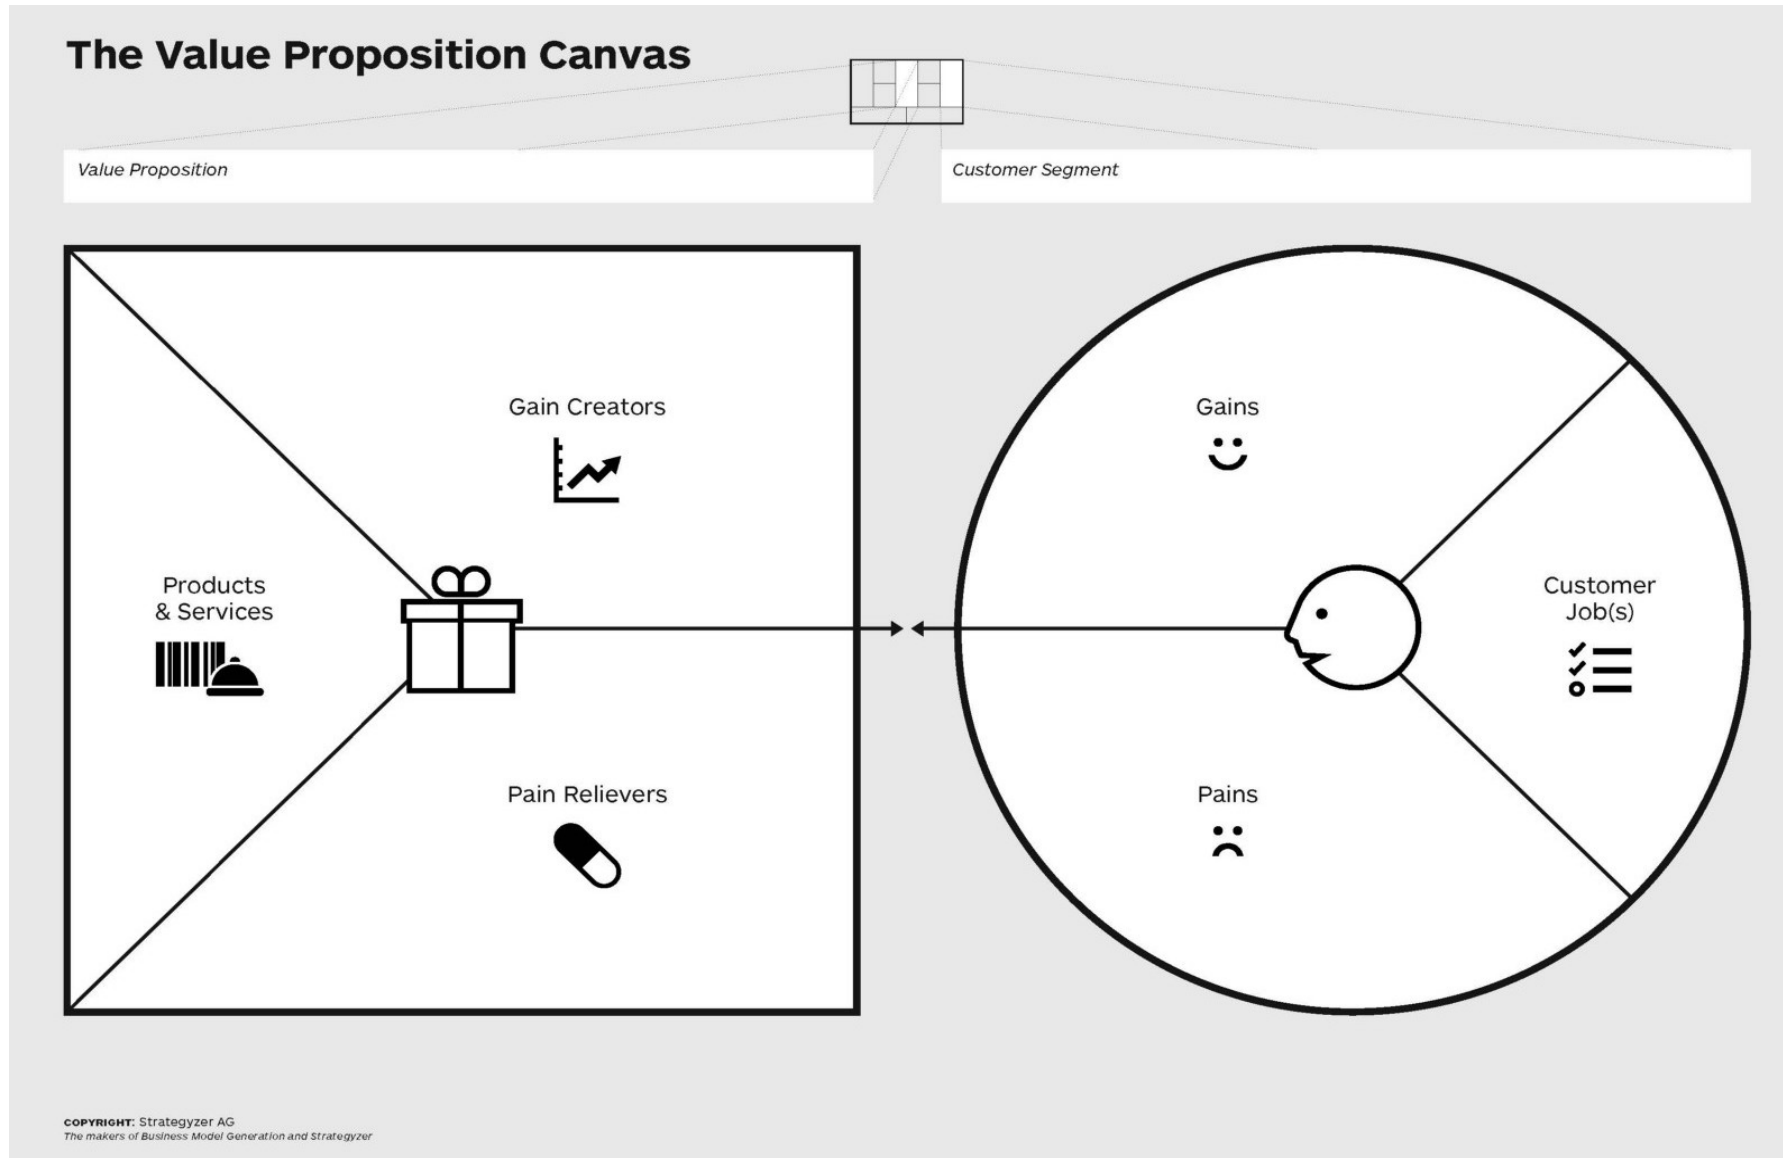 The Value Proposition Canvas
Value Proposition
Customer Segment
Gain Creators
Products
& Services
Pain Relievers
Gains
Customer
Job(s)
Pains
COPYRIGHT: Strategyzer AG
The makers of Business Model Generation and Strategyzer